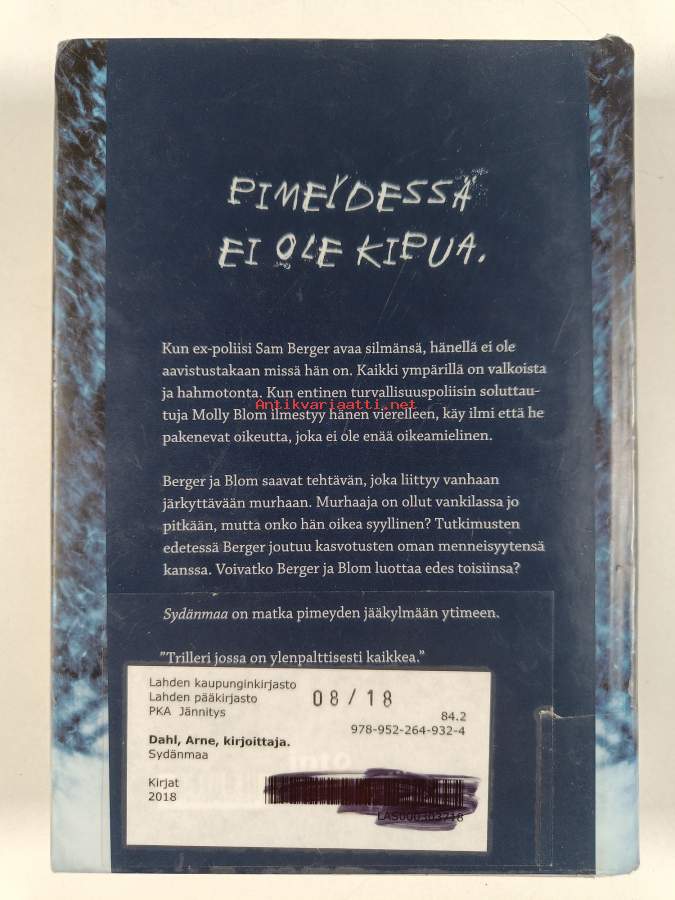 PIMEYDESSÄ
EI OLE KIPUA.
Kun ex-poliisi Sam Berger avaa silmänsä, hänellä ei ole
aavistustakaan missä hän on. Kaikki ympärillä on valkoista
ja hahmotonta. Kun entinen turvallisuuspoliisin soluttau-
tuja Molly Blom ilmestyy hänen vierelleen, käy ilmi että he
Antikvariaatti.net
pakenevat oikeutta, joka ei ole enää oikeamielinen.
Berger ja Blom saavat tehtävän, joka liittyy vanhaan
järkyttävään murhaan. Murhaaja on ollut vankilassa jo
pitkään, mutta onko hän oikea syyllinen? Tutkimusten
edetessä Berger joutuu kasvotusten oman menneisyytensä
kanssa. Voivatko Berger ja Blom luottaa edes toisiinsa?
Sydänmaa on matka pimeyden jääkylmään ytimeen.
”Trilleri jossa on ylenpalttisesti kaikkea.”
Lahden kaupunginkirjasto
Lahden pääkirjasto
PKA Jännitys
08/18
84.2
978-952-264-932-4
Dahl, Arne, kirjoittaja.
Sydänmaa
into
Kirjat
2018
LAS000303218